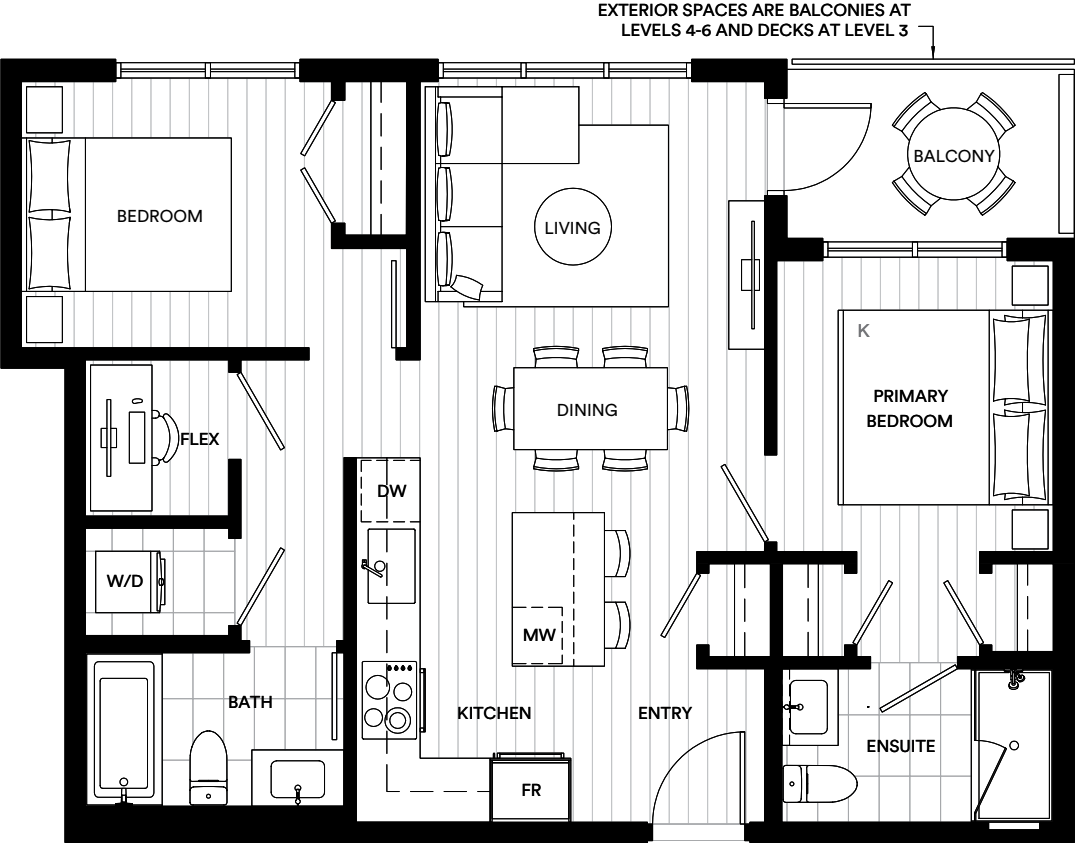 EXTERIOR SPACES ARE BALCONIES AT
LEVELS 4-6 AND DECKS AT LEVEL 3
BALCONY
BEDROOM
LIVING
K
PRIMARY
BEDROOM
DINING
FLEX
DW
W/D
MW
BATH
KITCHEN
ENTRY
ENSUITE
FR